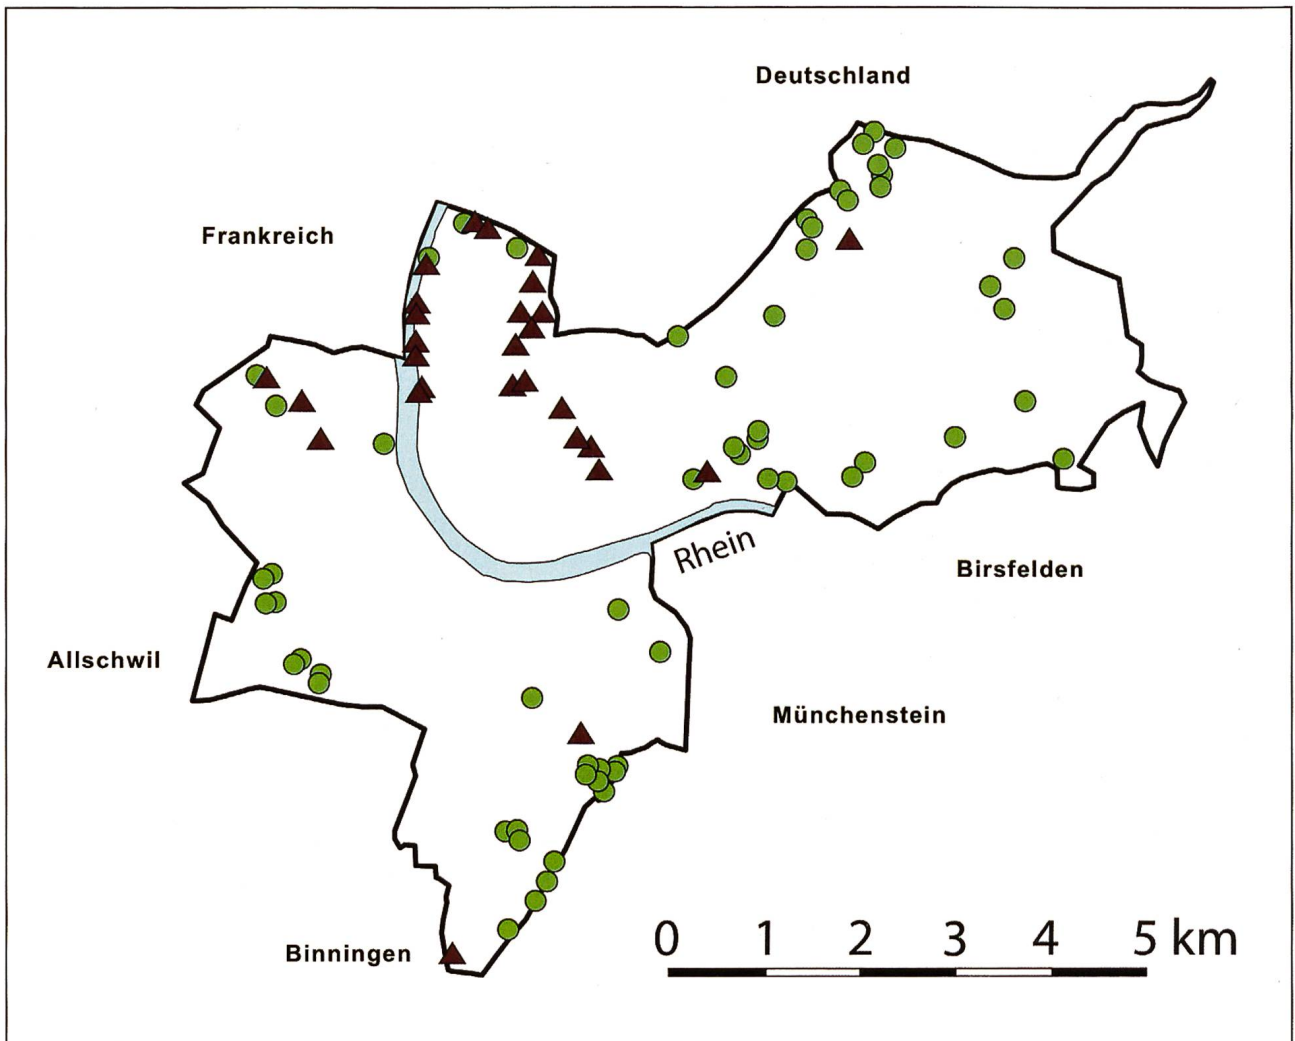 Deutschland
Frankreich
Rhein
Birsfelden
Allschwil
Münchenstein
Binningen
0 1 2 3 4 5 km